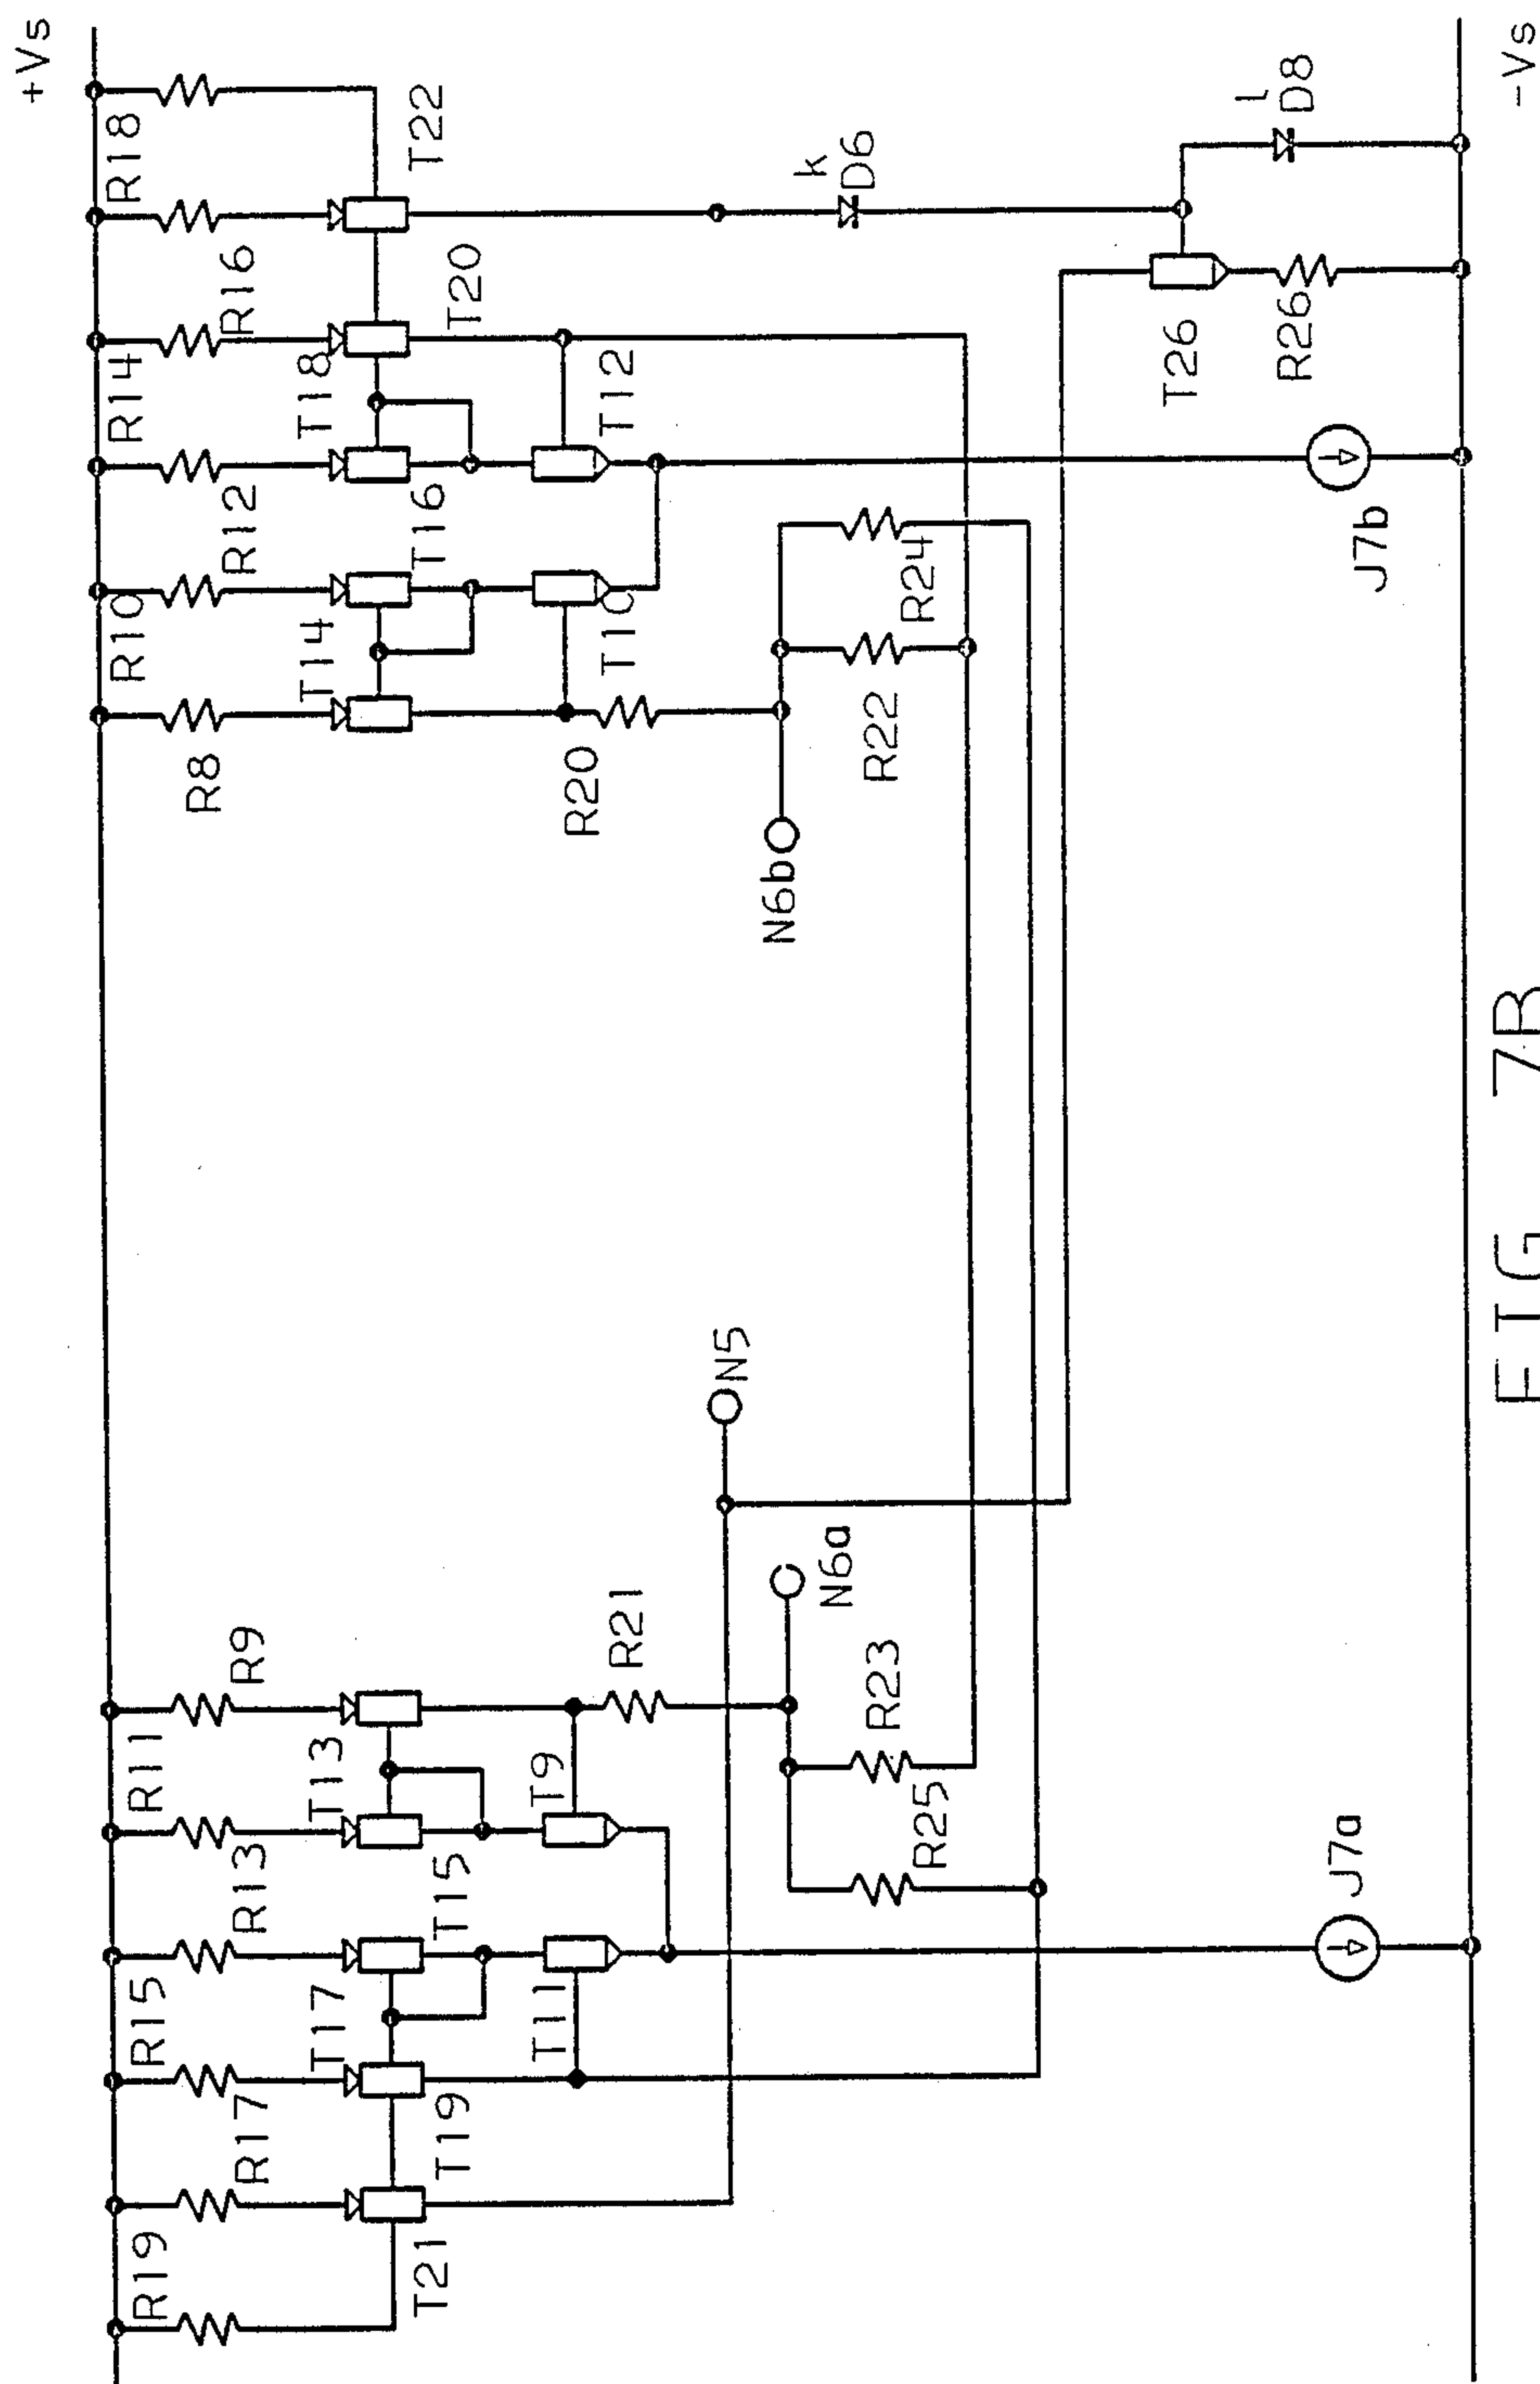 +Vs
R19
R15
R11
R10
R14
R18
R8
R17
R13
R9
R12
R16
T17
T13
T14
T18
T21
T19
T15
T16
T20
T22
T11
T9
R20
T10
T12
R21
N5
N6b
N6a
k
D6
R25
R23
R22
R24
T26
l
D8
R26
J7a
J7b
-Vs
FIG 7B